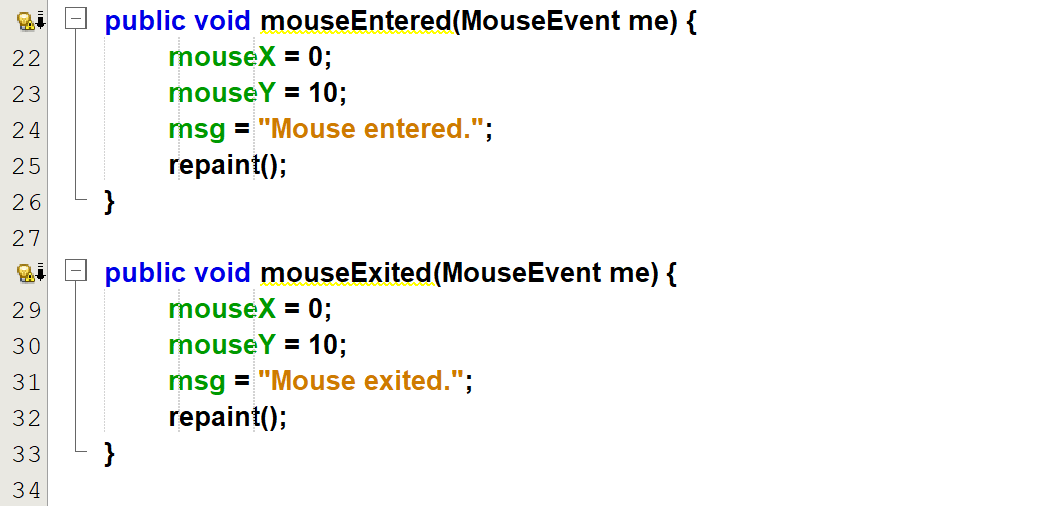 public void mouseEntered(MouseEvent me) {
22 mouseX = 0;
23 mouseY = 10;
24 msg = "Mouse entered.";
25 repaint();
26 }
27
public void mouseExited(MouseEvent me) {
29 mouseX = 0;
30 mouseY = 10;
31 msg = "Mouse exited.";
32 repaint();
33 }
34